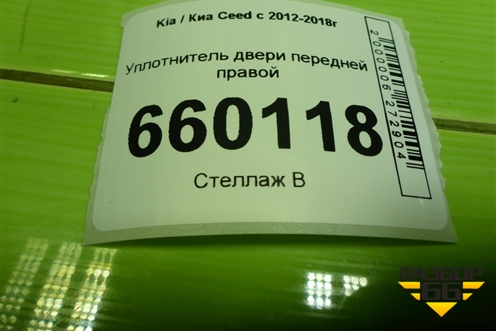 Kia / Киа Ceed с 2012-2018г
Уплотнитель двери передней
правой
660118
Стеллаж В
2000006272904
РАЗБОР
66